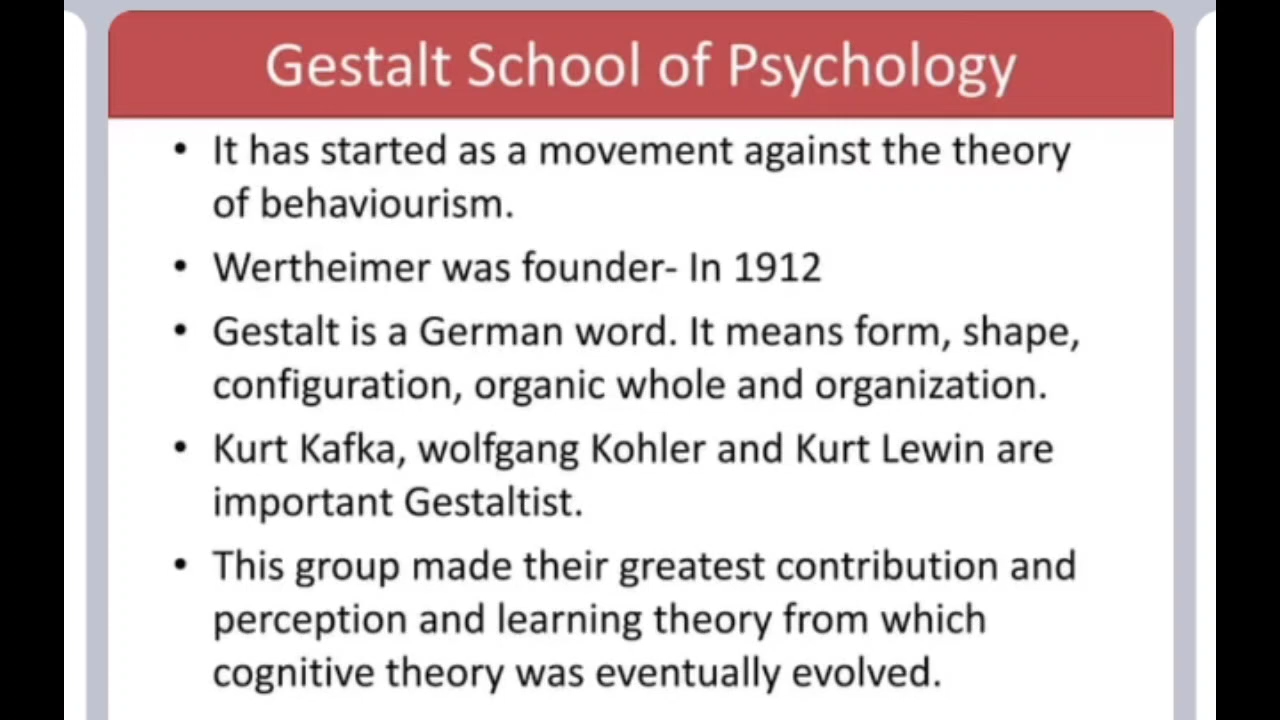 Gestalt School of Psychology
• It has started as a movement against the theory
of behaviourism.
• Wertheimer was founder- In 1912
• Gestalt is a German word. It means form, shape,
configuration, organic whole and organization.
• Kurt Kafka, wolfgang Kohler and Kurt Lewin are
important Gestaltist.
• This group made their greatest contribution and
perception and learning theory from which
cognitive theory was eventually evolved.